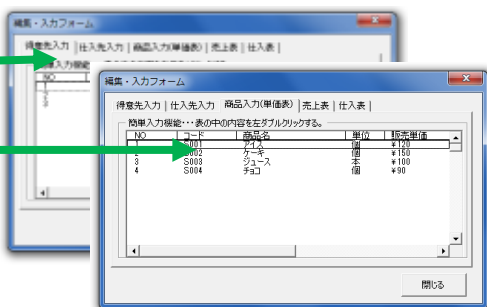 編集・入力フォーム
得意先入力 | 仕入先入力 | 商品入力(単価表) | 売上表 | 仕入表 |
NO
1
2
3
編集・入力フォーム
得意先入力 | 仕入先入力 | 商品入力(単価表) | 売上表 | 仕入表 |
簡単入力機能・・・表の中の内容を左ダブルクリックする。
NO コード 商品名 単位 販売単価
1 S001 アイス 個 ¥120
2 S002 ケーキ 個 ¥150
3 S003 ジュース 本 ¥100
4 S004 チョコ 個 ¥90
閉じる